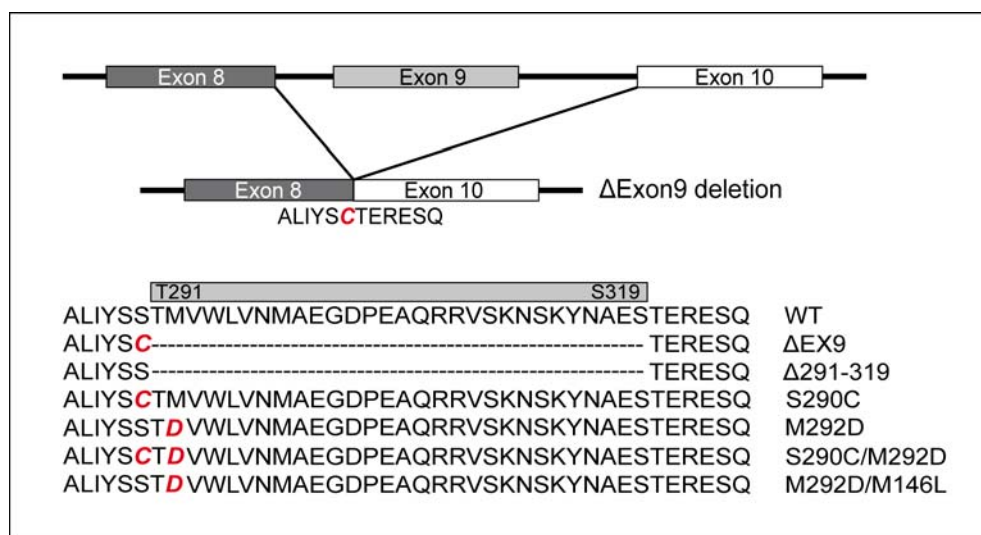 Exon 8 Exon 9 Exon 10
Exon 8 Exon 10 ΔExon9 deletion
ALIYSCTERESQ
T291 S319
ALIYSSTMVWLVNMAEGDPEAQRRVSKNSKYNAESTERESQ WT
ALIYSC-----------------------------------------------------TERESQ ΔEX9
ALIYSS-----------------------------------------------------TERESQ Δ291-319
ALIYSCTMVWLVNMAEGDPEAQRRVSKNSKYNAESTERESQ S290C
ALIYSSTDVWLVNMAEGDPEAQRRVSKNSKYNAESTERESQ M292D
ALIYSCTDVWLVNMAEGDPEAQRRVSKNSKYNAESTERESQ S290C/M292D
ALIYSSTDVWLVNMAEGDPEAQRRVSKNSKYNAESTERESQ M292D/M146L